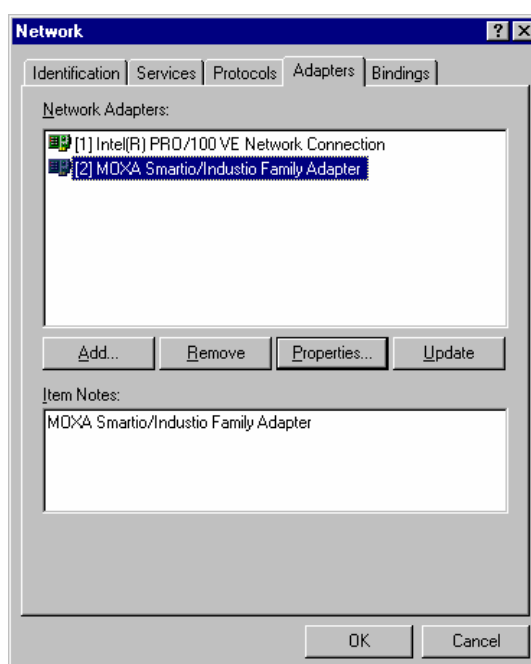 Network
Identification Services Protocols Adapters Bindings
Network Adapters:
[1] Intel(R) PRO/100 VE Network Connection
[2] MOXA Smartio/Industio Family Adapter
Add... Remove Properties... Update
Item Notes:
MOXA Smartio/Industio Family Adapter
OK Cancel